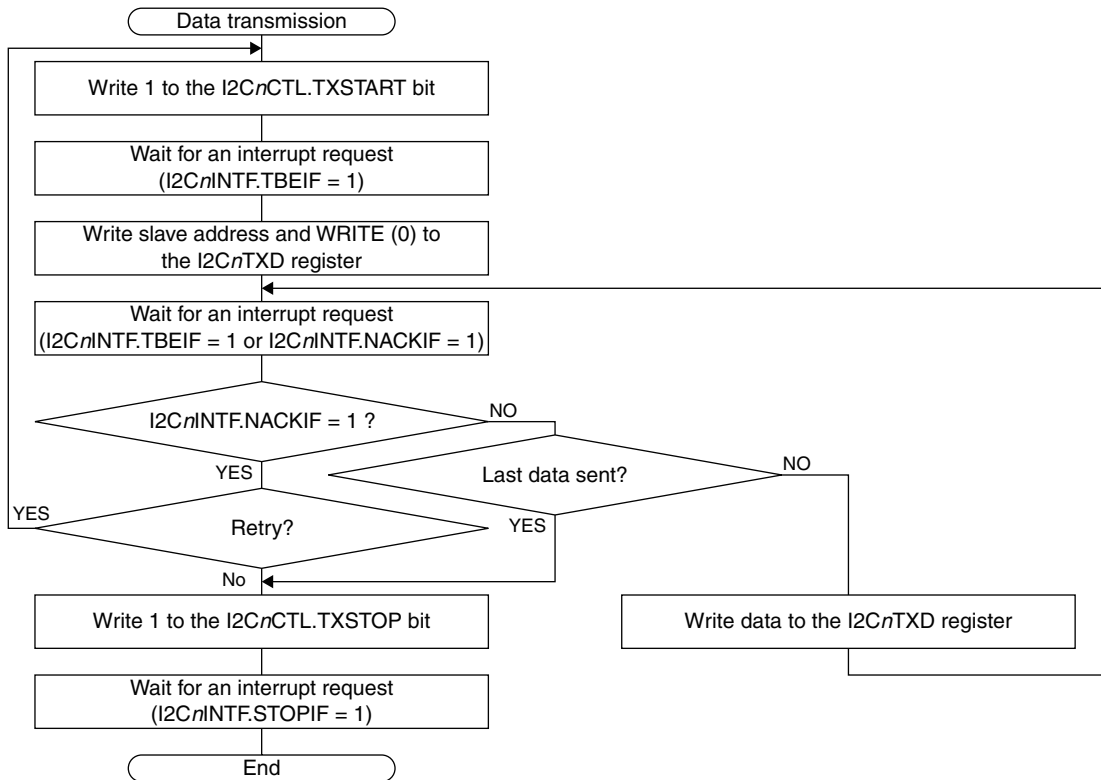 Data transmission
Write 1 to the I2CnCTL.TXSTART bit
Wait for an interrupt request
(I2CnINTF.TBEIF = 1)
Write slave address and WRITE (0) to
the I2CnTXD register
Wait for an interrupt request
(I2CnINTF.TBEIF = 1 or I2CnINTF.NACKIF = 1)
I2CnINTF.NACKIF = 1 ?
NO
YES
Last data sent?
NO
YES
Retry?
YES
No
Write 1 to the I2CnCTL.TXSTOP bit
Write data to the I2CnTXD register
Wait for an interrupt request
(I2CnINTF.STOPIF = 1)
End